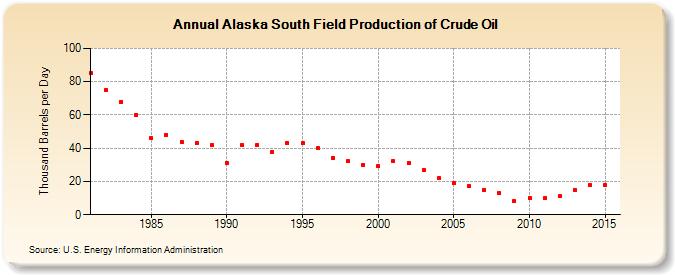 Annual Alaska South Field Production of Crude Oil
Thousand Barrels per Day
100
80
60
40
20
0
1985 1990 1995 2000 2005 2010 2015
Source: U.S. Energy Information Administration